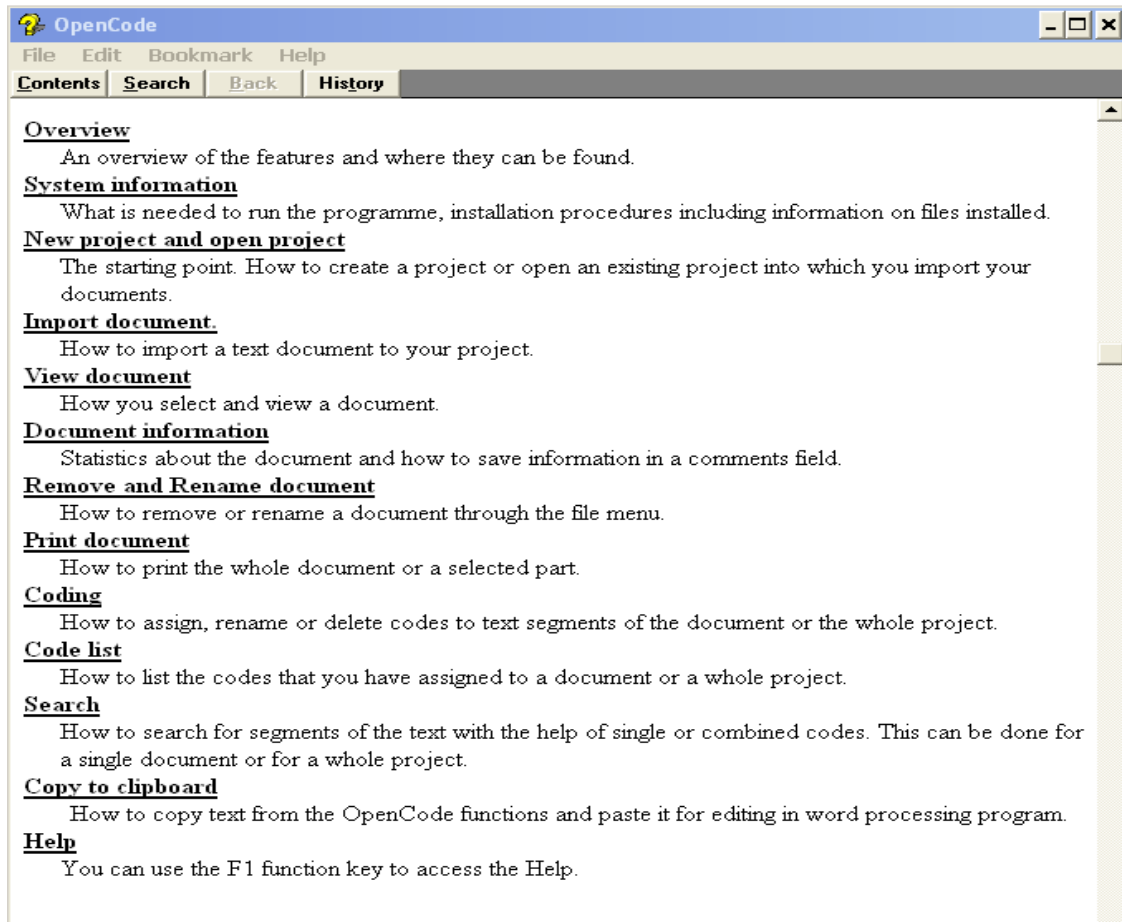 OpenCode
File Edit Bookmark Help
Contents Search Back History
Overview
An overview of the features and where they can be found.
System information
What is needed to run the programme, installation procedures including information on files installed.
New project and open project
The starting point. How to create a project or open an existing project into which you import your
documents.
Import document.
How to import a text document to your project.
View document
How you select and view a document.
Document information
Statistics about the document and how to save information in a comments field.
Remove and Rename document
How to remove or rename a document through the file menu.
Print document
How to print the whole document or a selected part.
Coding
How to assign, rename or delete codes to text segments of the document or the whole project.
Code list
How to list the codes that you have assigned to a document or a whole project.
Search
How to search for segments of the text with the help of single or combined codes. This can be done for
a single document or for a whole project.
Copy to clipboard
How to copy text from the OpenCode functions and paste it for editing in word processing program.
Help
You can use the F1 function key to access the Help.